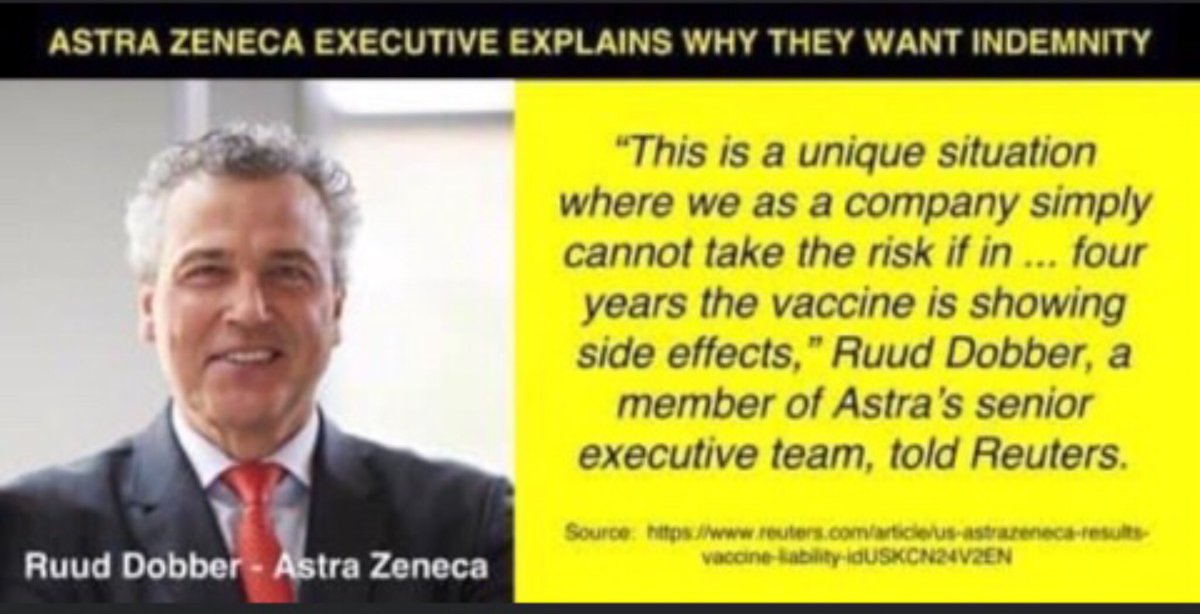 ASTRA ZENECA EXECUTIVE EXPLAINS WHY THEY WANT INDEMNITY
“This is a unique situation
where we as a company simply
cannot take the risk if in ... four
years the vaccine is showing
side effects,” Ruud Dobber, a
member of Astra’s senior
executive team, told Reuters.
Source: https://www.reuters.com/article/us-astrazeneca-results-
vaccine-liability-idUSKCN24V2EN
Ruud Dobber - Astra Zeneca